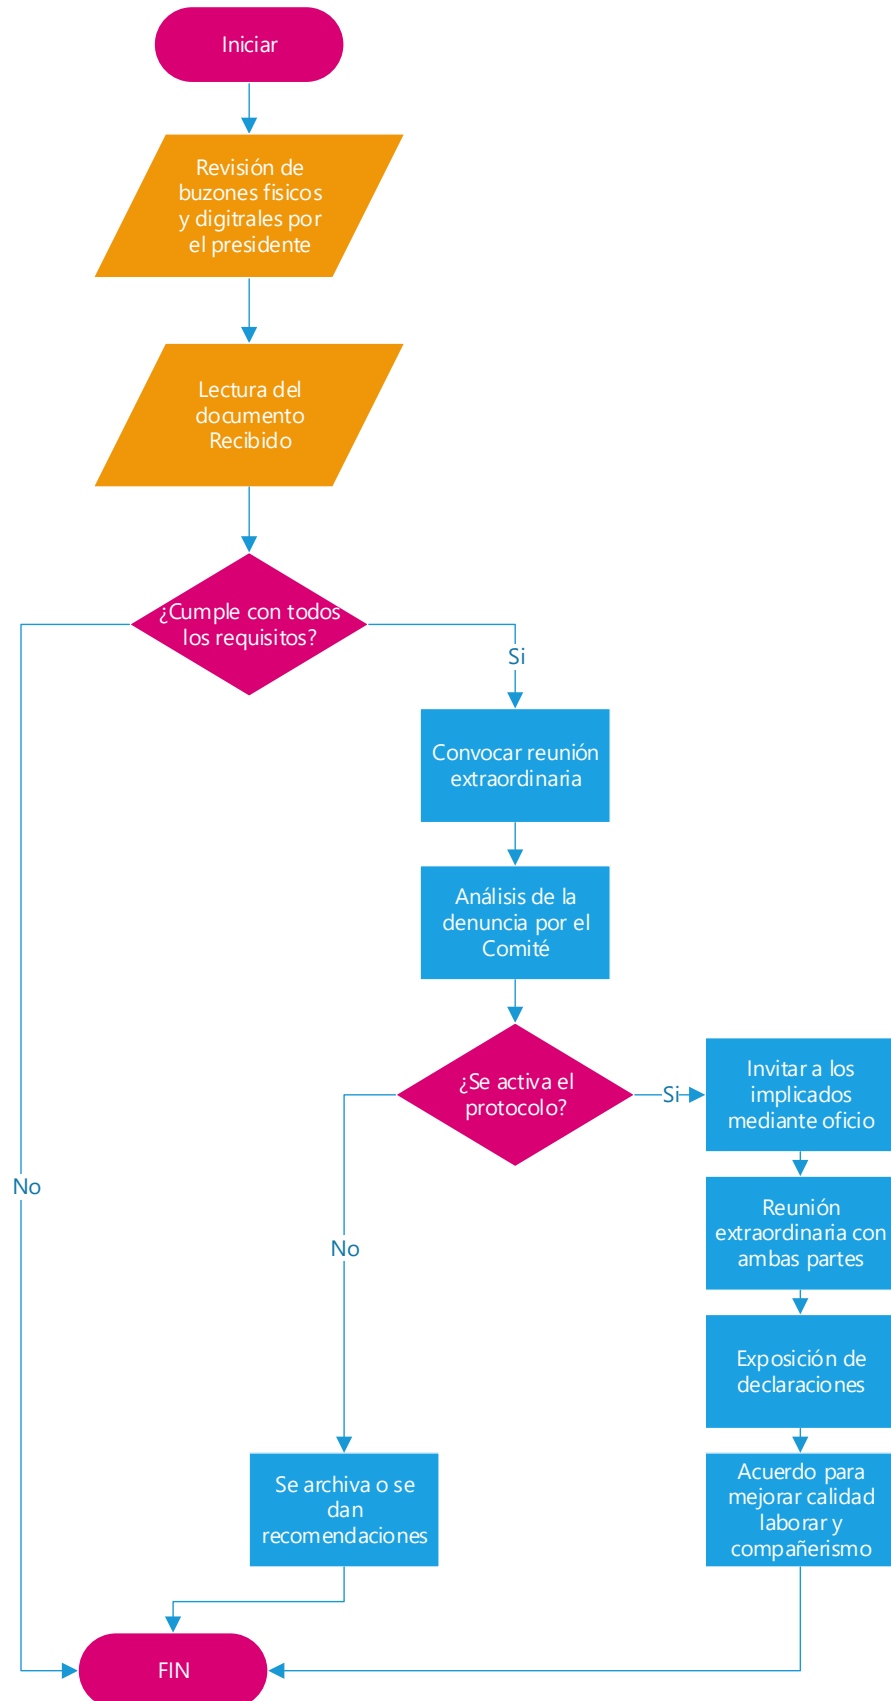 Iniciar
Revisión de
buzones fisicos
y digitrales por
el presidente
Lectura del
documento
Recibido
¿Cumple con todos
los requisitos?
Si
Convocar reunión
extraordinaria
Análisis de la
denuncia por el
Comité
¿Se activa el
protocolo?
Si
Invitar a los
implicados
mediante oficio
No
Reunión
extraordinaria con
ambas partes
No
Exposición de
declaraciones
Se archiva o se
dan
recomendaciones
Acuerdo para
mejorar calidad
laborar y
compañerismo
FIN